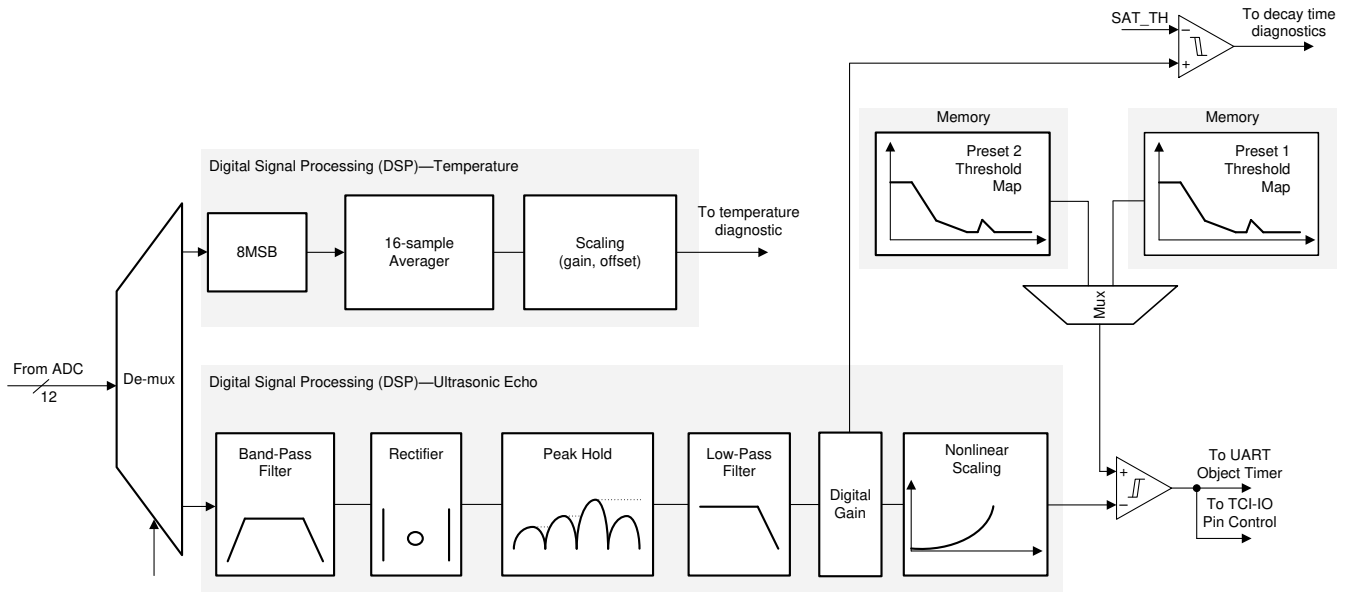 SAT_TH
−
+
To decay time
diagnostics
Memory
Preset 2
Threshold
Map
Memory
Preset 1
Threshold
Map
Mux
Digital Signal Processing (DSP)—Temperature
8MSB
16-sample
Averager
Scaling
(gain, offset)
To temperature
diagnostic
From ADC
12
De-mux
Digital Signal Processing (DSP)—Ultrasonic Echo
Band-Pass
Filter
Rectifier
Peak Hold
Low-Pass
Filter
Digital
Gain
Nonlinear
Scaling
+
−
To UART
Object Timer
To TCI-IO
Pin Control